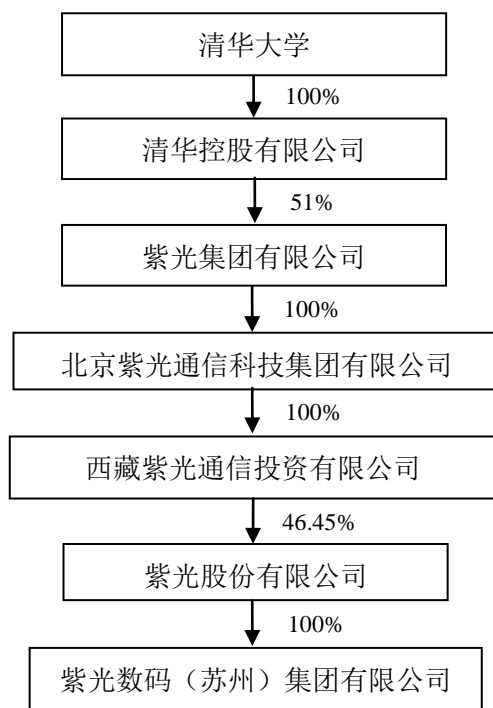 清华大学
100%
清华控股有限公司
51%
紫光集团有限公司
100%
北京紫光通信科技集团有限公司
100%
西藏紫光通信投资有限公司
46.45%
紫光股份有限公司
100%
紫光数码（苏州）集团有限公司